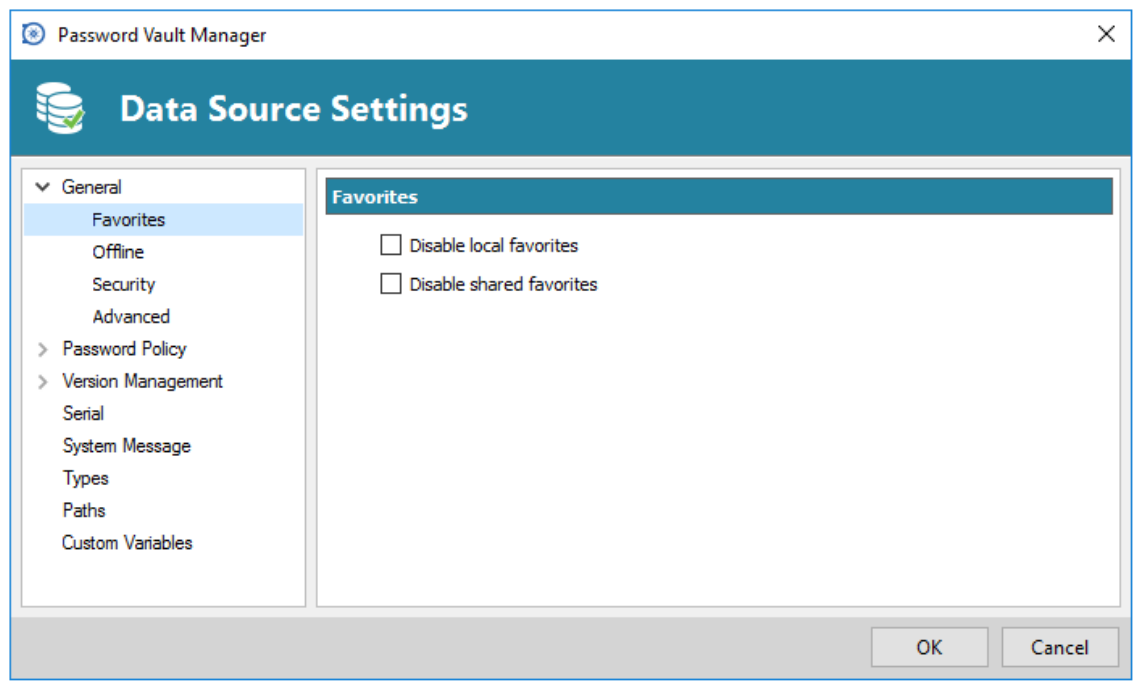 Password Vault Manager
Data Source Settings
General
Favorites
Offline
Security
Advanced
Password Policy
Version Management
Serial
System Message
Types
Paths
Custom Variables
Favorites
Disable local favorites
Disable shared favorites
OK
Cancel